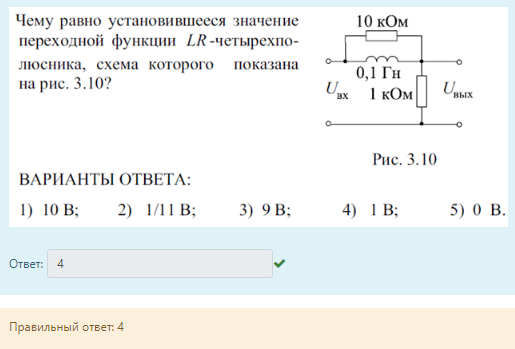 Чему равно установившееся значение
переходной функции LR-четырехпо-
люсника, схема которого показана
на рис. 3.10?
10 кОм
0,1 Гн
Uвх 1 кОм Uвых
Рис. 3.10
ВАРИАНТЫ ОТВЕТА:
1) 10 В; 2) 1/11 В; 3) 9 В; 4) 1 В; 5) 0 В.
Ответ: 4
Правильный ответ: 4